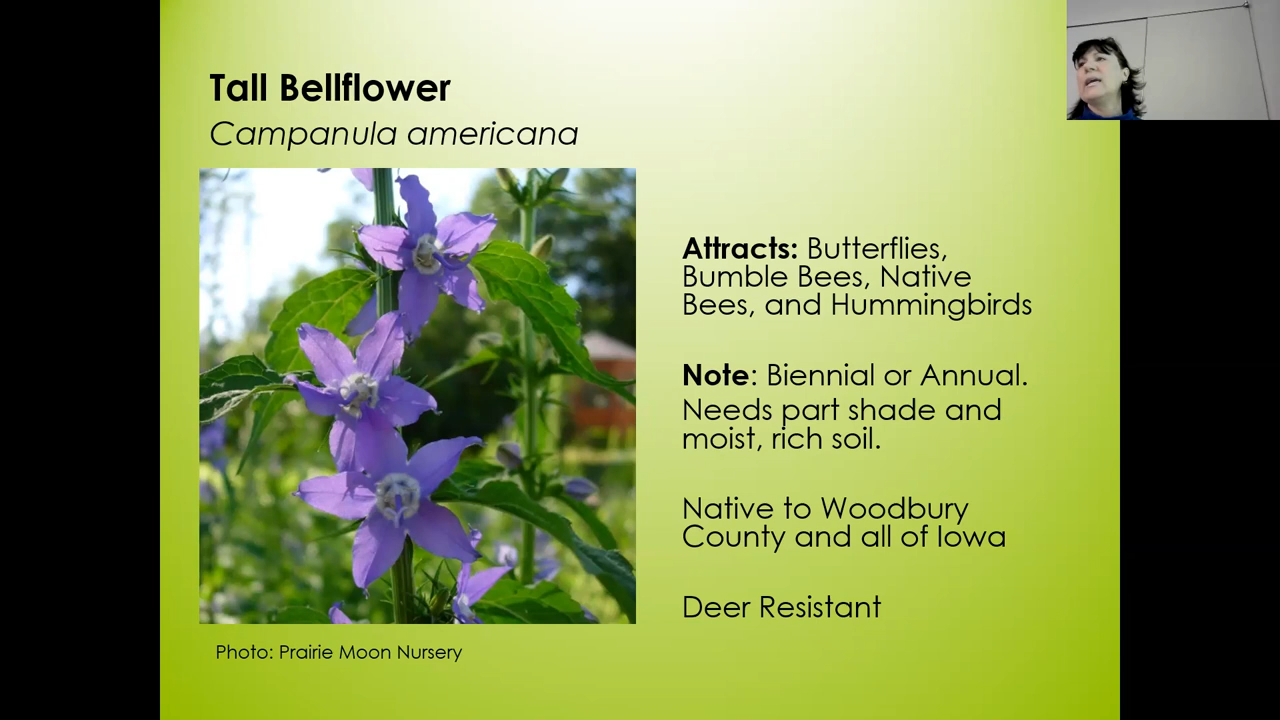 Tall Bellflower
Campanula americana
Attracts: Butterflies,
Bumble Bees, Native
Bees, and Hummingbirds
Note: Biennial or Annual.
Needs part shade and
moist, rich soil.
Native to Woodbury
County and all of Iowa
Deer Resistant
Photo: Prairie Moon Nursery